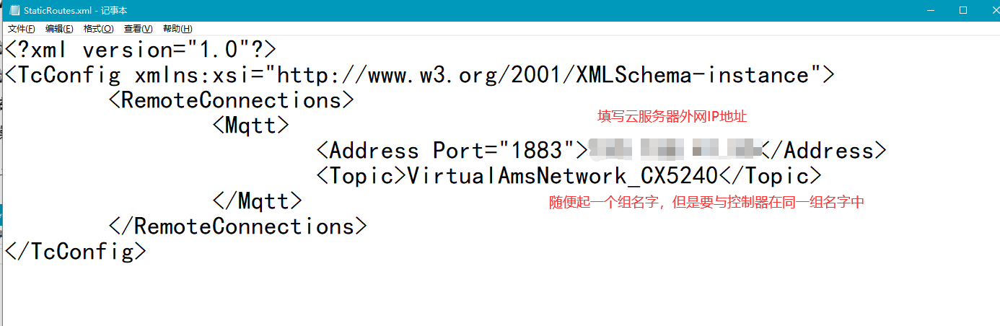 StaticRoutes.xml - 记事本
文件(F) 编辑(E) 格式(O) 查看(V) 帮助(H)
<?xml version="1.0"?>
<TcConfig xmlns:xsi="http://www.w3.org/2001/XMLSchema-instance">
<RemoteConnections>
<Mqtt>
填写云服务器外网IP地址
<Address Port="1883"></Address>
<Topic>VirtualAmsNetwork_CX5240</Topic>
</Mqtt>
随便起一个组名字，但是要与控制器在同一组名字中
</RemoteConnections>
</TcConfig>